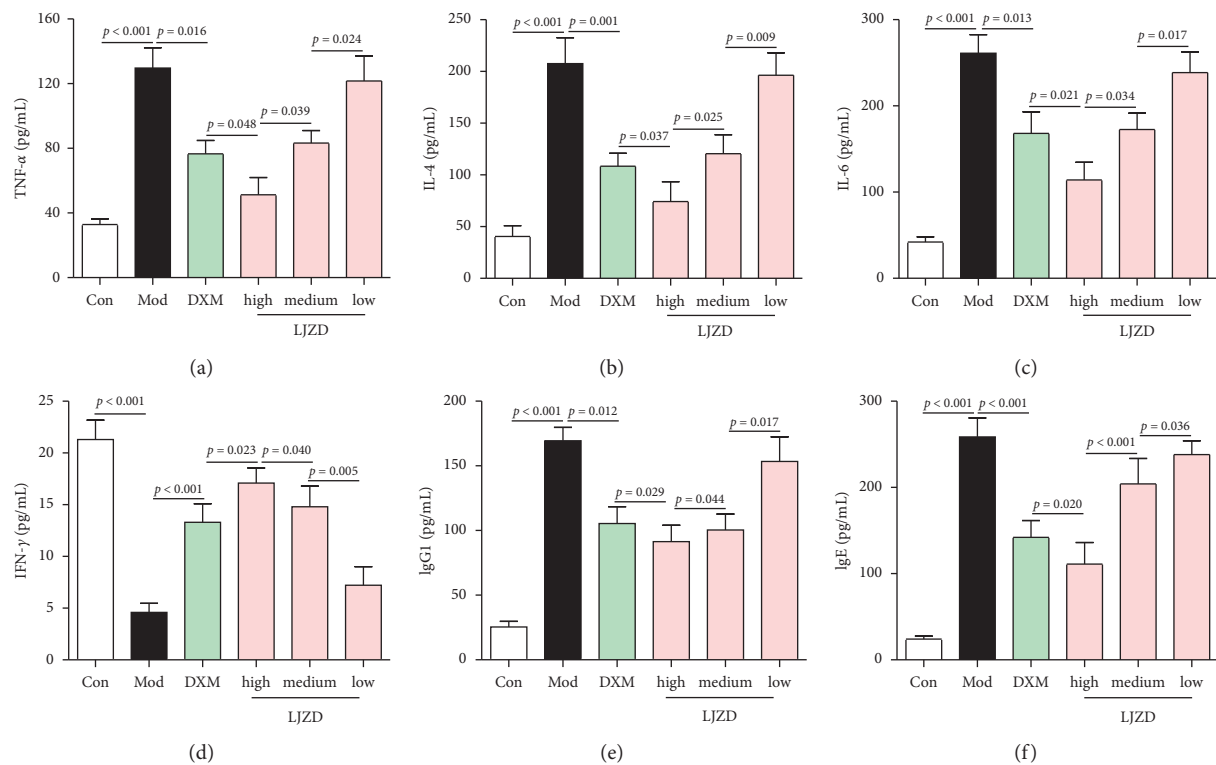 160
120
80
40
0
TNF-α (pg/mL)
p < 0.001
p = 0.016
p = 0.048
p = 0.039
p = 0.024
Con Mod DXM high medium low
LJZD
(a)
250
200
150
100
50
0
IL-4 (pg/mL)
p < 0.001
p = 0.001
p = 0.037
p = 0.025
p = 0.009
Con Mod DXM high medium low
LJZD
(b)
300
200
100
0
IL-6 (pg/mL)
p < 0.001
p = 0.013
p = 0.021
p = 0.034
p = 0.017
Con Mod DXM high medium low
LJZD
(c)
25
20
15
10
5
0
IFN-γ (pg/mL)
p < 0.001
p < 0.001
p = 0.023
p = 0.040
p = 0.005
Con Mod DXM high medium low
LJZD
(d)
200
150
100
50
0
lgG1 (pg/mL)
p < 0.001
p = 0.012
p = 0.029
p = 0.044
p = 0.017
Con Mod DXM high medium low
LJZD
(e)
300
200
100
0
lgE (pg/mL)
p < 0.001
p < 0.001
p = 0.020
p < 0.001
p = 0.036
Con Mod DXM high medium low
LJZD
(f)